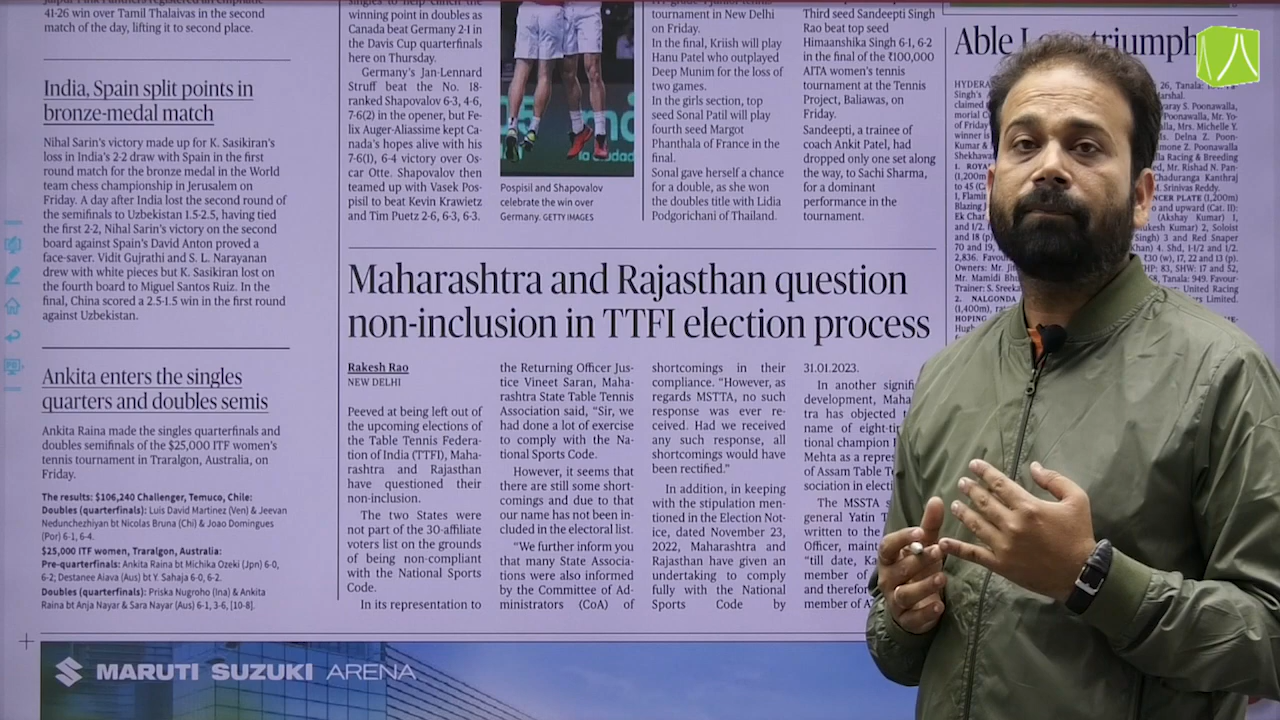 41-26 win over Tamil Thalaivas in the second
match of the day, lifting it to second place.
India, Spain split points in
bronze-medal match
Nihal Sarin's victory made up for K. Sasikiran's
loss in India's 2-2 draw with Spain in the first
round match for the bronze medal in the World
team chess championship in Jerusalem on
Friday. A day after India lost the second round of
the semifinals to Uzbekistan 1.5-2.5, having tied
the first 2-2, Nihal Sarin's victory on the second
board against Spain's David Anton proved a
face-saver. Vidit Gujrathi and S. L. Narayanan
drew with white pieces but K. Sasikiran lost on
the fourth board to Miguel Santos Ruiz. In the
final, China scored a 2.5-1.5 win in the first round
against Uzbekistan.
Ankita enters the singles
quarters and doubles semis
Ankita Raina made the singles quarterfinals and
doubles semifinals of the $25,000 ITF women's
tennis tournament in Traralgon, Australia, on
Friday.
The results: $106,240 Challenger, Temuco, Chile:
Doubles (quarterfinals): Luis David Martinez (Ven) & Jeevan
Nedunchezhiyan bt Nicolas Bruna (Chi) & Joao Domingues
(Por) 6-1, 6-4.
$25,000 ITF women, Traralgon, Australia:
Pre-quarterfinals: Ankita Raina bt Michika Ozeki (Jpn) 6-0,
6-2; Destanee Aiava (Aus) bt Y. Sahaja 6-0, 6-2.
Doubles (quarterfinals): Priska Nugroho (Ina) & Ankita
Raina bt Anja Nayar & Sara Nayar (Aus) 6-1, 3-6, [10-8].
singles to help clinch the
winning point in doubles as
Canada beat Germany 2-1 in
the Davis Cup quarterfinals
here on Thursday.
Germany's Jan-Lennard
Struff beat the No. 18-
ranked Shapovalov 6-3, 4-6,
7-6(2) in the opener, but Fe-
lix Auger-Aliassime kept Ca-
nada's hopes alive with his
7-6(1), 6-4 victory over Os-
car Otte. Shapovalov then
teamed up with Vasek Pos-
pisil to beat Kevin Krawietz
and Tim Puetz 2-6, 6-3, 6-3.
la ciudad
Pospisil and Shapovalov
celebrate the win over
Germany. GETTY IMAGES
tournament in New Delhi
on Friday.
In the final, Kriish will play
Hanu Patel who outplayed
Deep Munim for the loss of
two games.
In the girls section, top
seed Sonal Patil will play
fourth seed Margot
Phanthala of France in the
final.
Sonal gave herself a chance
for a double, as she won
the doubles title with Lidia
Podgorichani of Thailand.
Third seed Sandeepti Singh
Rao beat top seed
Himaanshika Singh 6-1, 6-2
in the final of the ₹100,000
AITA women's tennis
tournament at the Tennis
Project, Baliawas, on
Friday.
Sandeepti, a trainee of
coach Ankit Patel, had
dropped only one set along
the way, to Sachi Sharma,
for a dominant
performance in the
tournament.
Maharashtra and Rajasthan question
non-inclusion in TTFI election process
Rakesh Rao
NEW DELHI
Peeved at being left out of
the upcoming elections of
the Table Tennis Federa-
tion of India (TTFI), Maha-
rashtra and Rajasthan
have questioned their
non-inclusion.
The two States were
not part of the 30-affiliate
voters list on the grounds
of being non-compliant
with the National Sports
Code.
In its representation to
the Returning Officer Jus-
tice Vineet Saran, Maha-
rashtra State Table Tennis
Association said, "Sir, we
had done a lot of exercise
to comply with the Na-
tional Sports Code.
However, it seems that
there are still some short-
comings and due to that
our name has not been in-
cluded in the electoral list.
"We further inform you
that many State Associa-
tions were also informed
by the Committee of Ad-
ministrators (CoA) of
shortcomings in their
compliance. "However, as
regards MSTTA, no such
response was ever re-
ceived. Had we received
any such response, all
shortcomings would have
been rectified."
In addition, in keeping
with the stipulation men-
tioned in the Election Not-
ice, dated November 23,
2022, Maharashtra and
Rajasthan have given an
undertaking to comply
fully with the National
Sports Code by
31.01.2023.
In another
development,
tra has objected
name of
tional champion
Mehta as a
of Assam Table
sociation in
The MSSTA
general Yatin
written to the
Officer,
"till date,
member of
and
member of
Able triumph
MARUTI SUZUKI ARENA